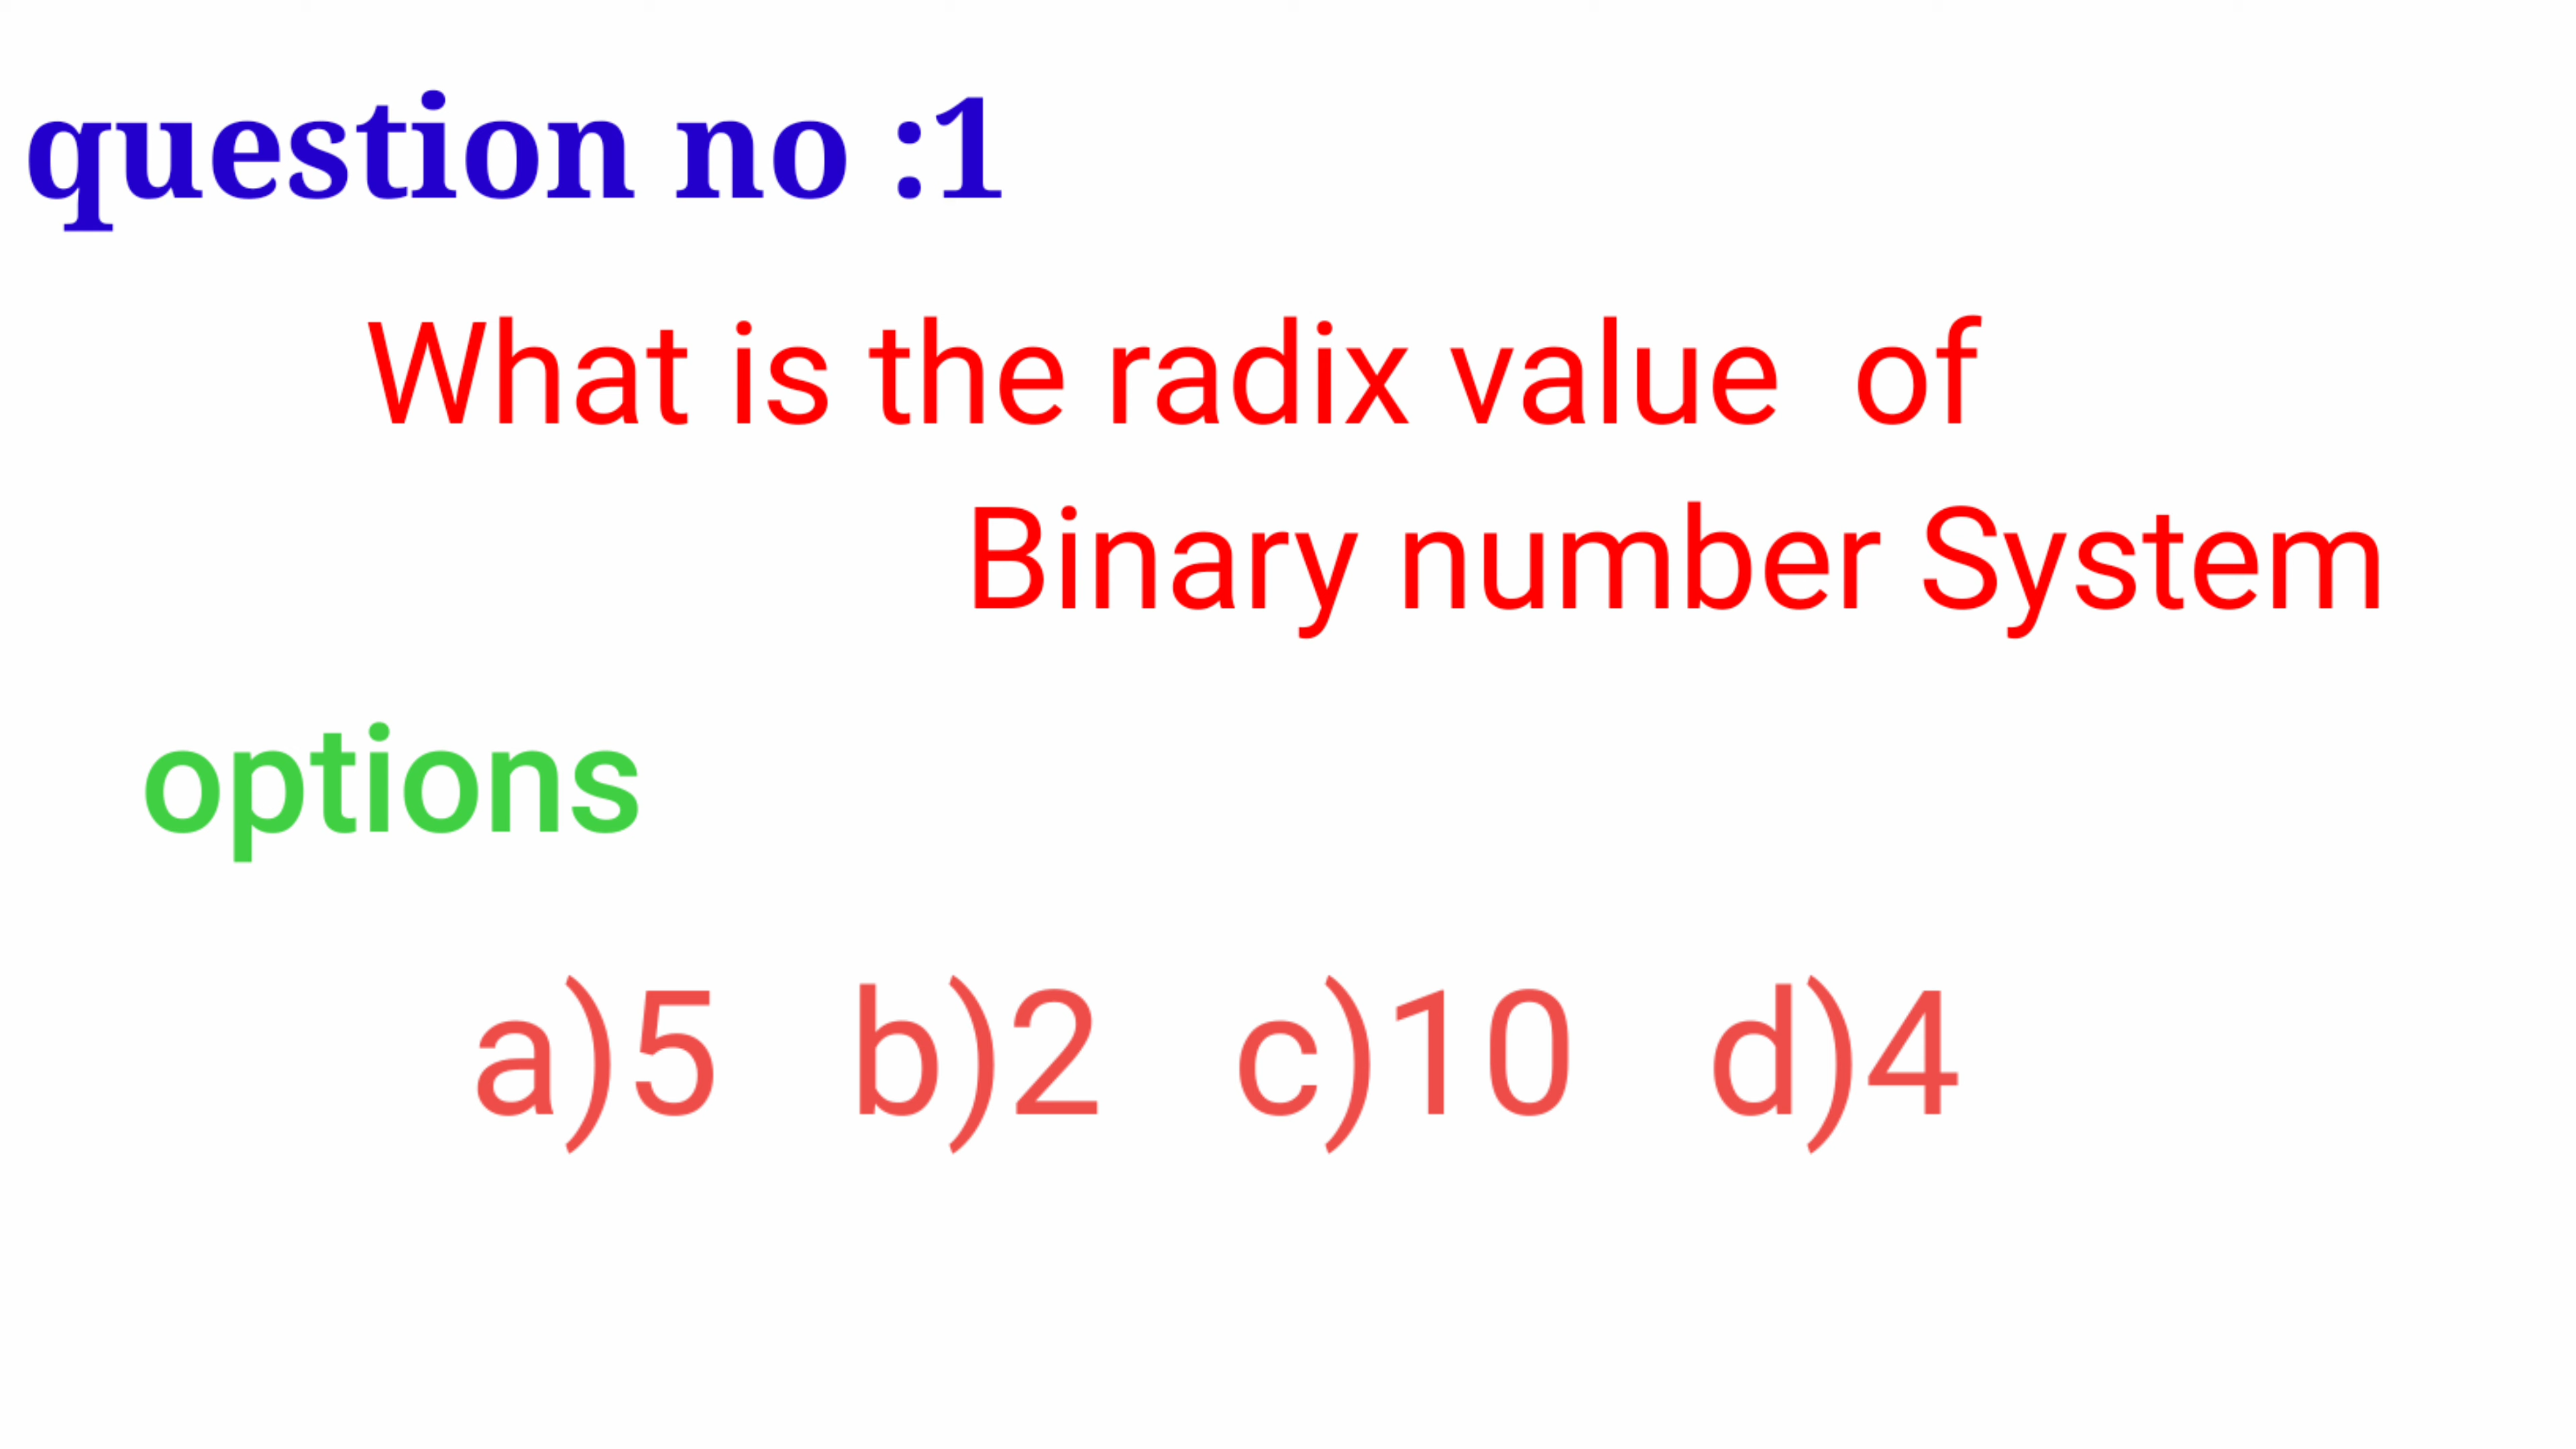 question no :1
What is the radix value of
Binary number System
options
a)5 b)2 c)10 d)4